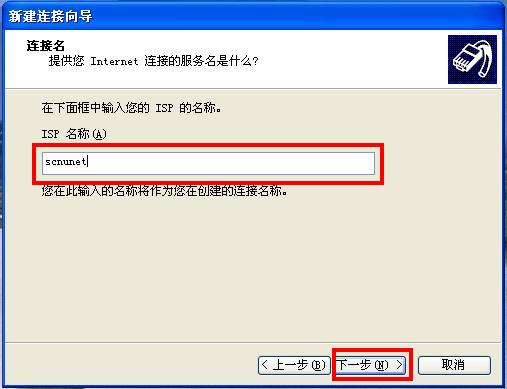 新建连接向导
连接名
提供您 Internet 连接的服务名是什么?
在下面框中输入您的 ISP 的名称。
ISP 名称(A)
scnunet
您在此输入的名称将作为您在创建的连接名称。
< 上一步(B) 下一步(N) > 取消